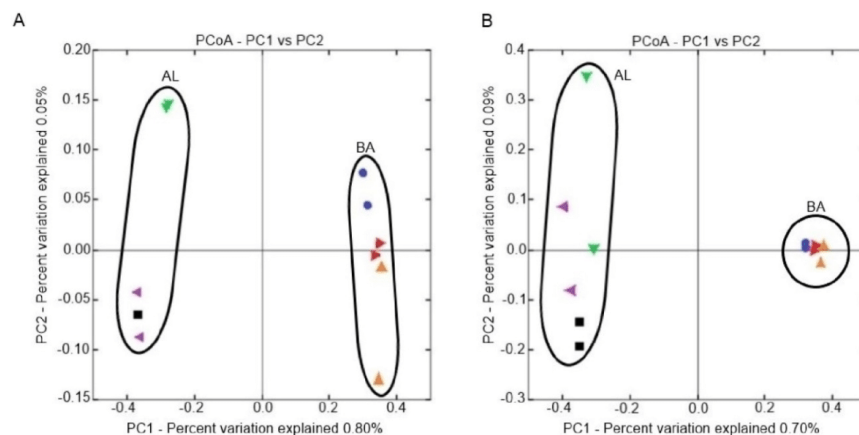 A
PCoA - PC1 vs PC2
0.20
0.15
0.10
0.05
0.00
-0.05
-0.10
-0.15
PC2 - Percent variation explained 0.05%
AL
BA
-0.4
-0.2
0.0
0.2
0.4
PC1 - Percent variation explained 0.80%
B
PCoA - PC1 vs PC2
0.4
0.3
0.2
0.1
0.0
-0.1
-0.2
-0.3
PC2 - Percent variation explained 0.09%
AL
BA
-0.4
-0.2
0.0
0.2
0.4
PC1 - Percent variation explained 0.70%